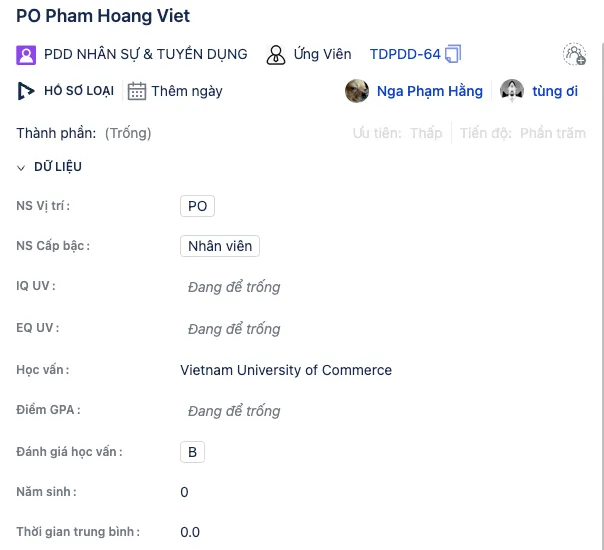 PO Pham Hoang Viet
PDD NHÂN SỰ & TUYỂN DỤNG Ứng Viên TDPDD-64
HỒ SƠ LOẠI Thêm ngày Nga Phạm Hằng tùng ơi
Thành phần: (Trống) Ưu tiên: Thấp Tiến độ: Phần trăm
DỮ LIỆU
NS Vị trí : PO
NS Cấp bậc : Nhân viên
IQ UV : Đang để trống
EQ UV : Đang để trống
Học vấn : Vietnam University of Commerce
Điểm GPA : Đang để trống
Đánh giá học vấn : B
Năm sinh : 0
Thời gian trung bình : 0.0